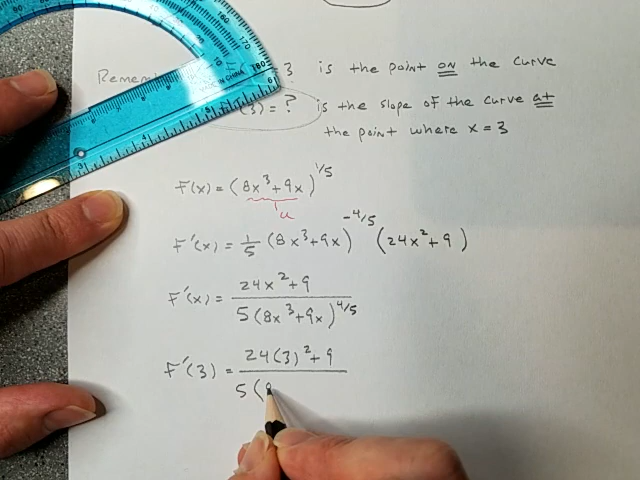 Remem 3 is the point on the curve
(3) = ? is the slope of the curve at
the point where x = 3
F(x) = (8x³+9x)^1/5
u
F'(x) = 1/5 (8x³+9x)^-4/5 (24x²+9)
F'(x) = 24x²+9 / 5(8x³+9x)^4/5
F'(3) = 24(3)²+9 / 5(8